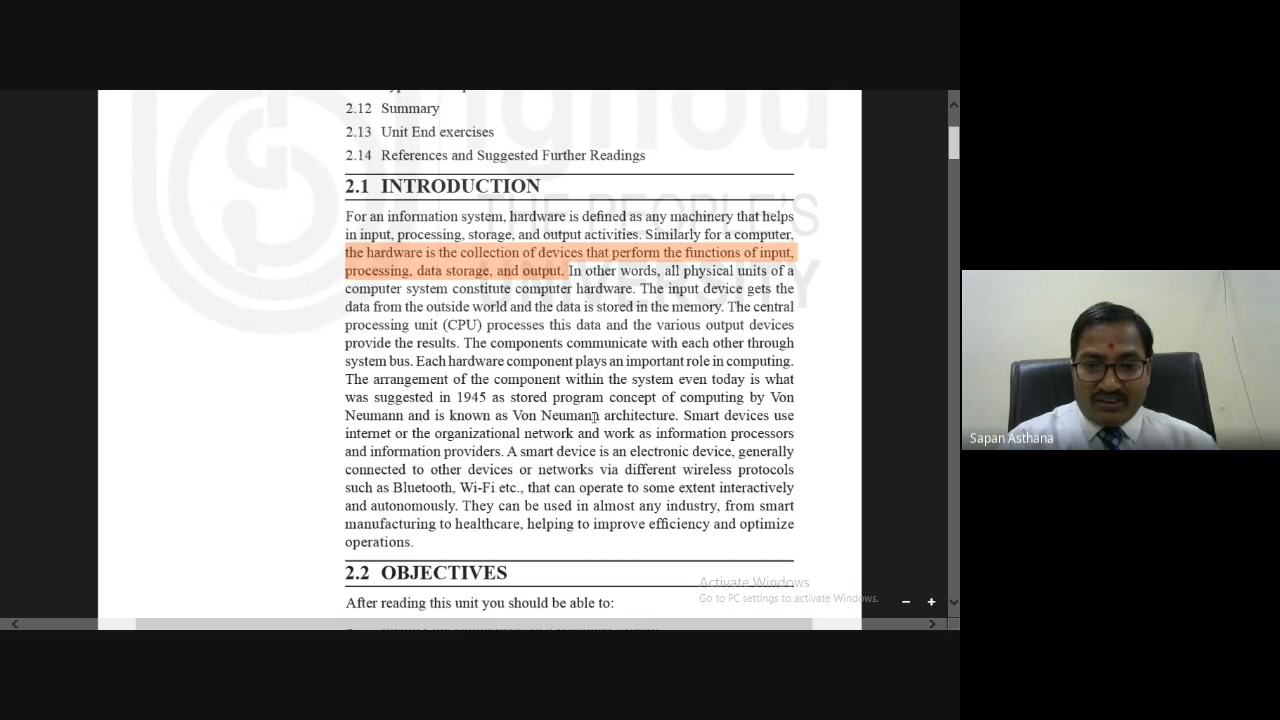 2.12 Summary
2.13 Unit End exercises
2.14 References and Suggested Further Readings
2.1 INTRODUCTION
For an information system, hardware is defined as any machinery that helps
in input, processing, storage, and output activities. Similarly for a computer,
the hardware is the collection of devices that perform the functions of input,
processing, data storage, and output. In other words, all physical units of a
computer system constitute computer hardware. The input device gets the
data from the outside world and the data is stored in the memory. The central
processing unit (CPU) processes this data and the various output devices
provide the results. The components communicate with each other through
system bus. Each hardware component plays an important role in computing.
The arrangement of the component within the system even today is what
was suggested in 1945 as stored program concept of computing by Von
Neumann and is known as Von Neumann architecture. Smart devices use
internet or the organizational network and work as information processors
and information providers. A smart device is an electronic device, generally
connected to other devices or networks via different wireless protocols
such as Bluetooth, Wi-Fi etc., that can operate to some extent interactively
and autonomously. They can be used in almost any industry, from smart
manufacturing to healthcare, helping to improve efficiency and optimize
operations.
2.2 OBJECTIVES
After reading this unit you should be able to:
ignou
THE PEOPLE'S
UNIVERSITY
Activate Windows
Go to PC settings to activate Windows.
Sapan Asthana